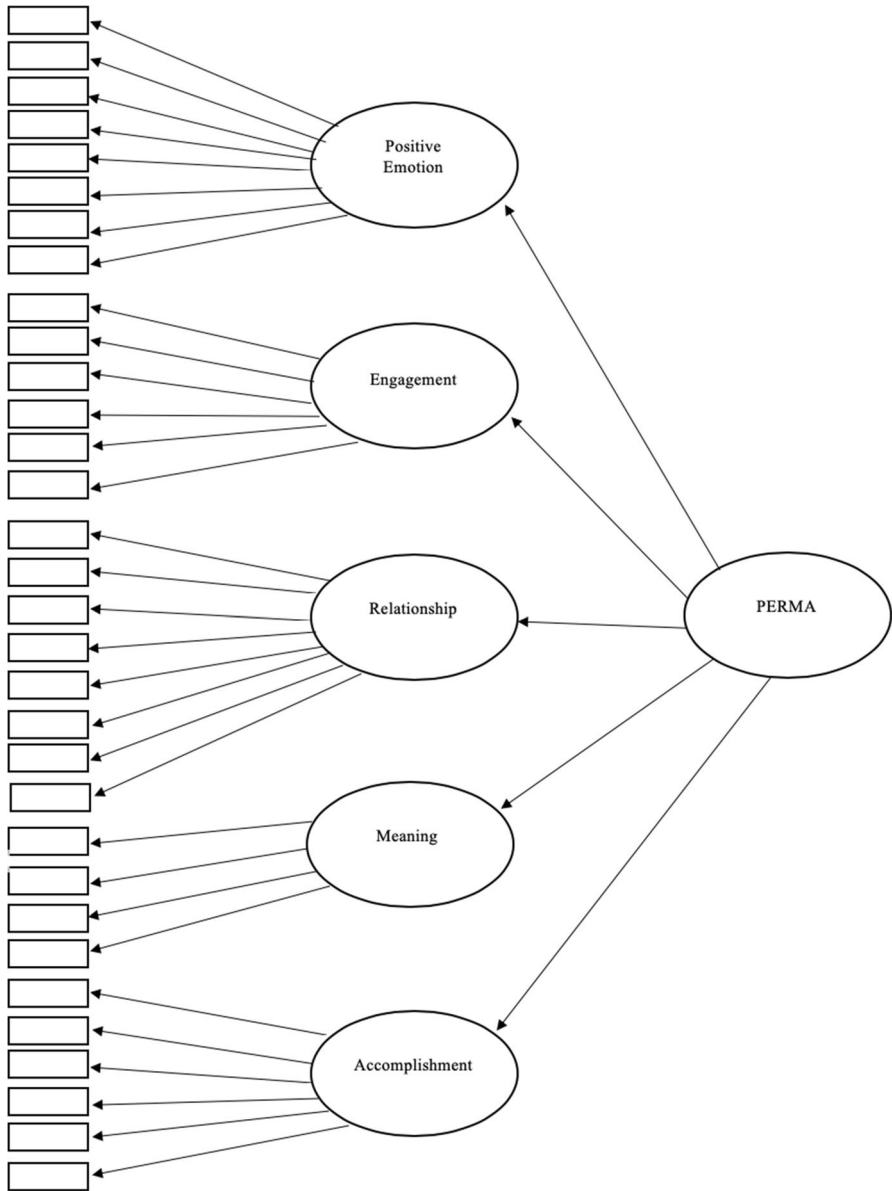 Positive
Emotion
Engagement
Relationship
PERMA
Meaning
Accomplishment